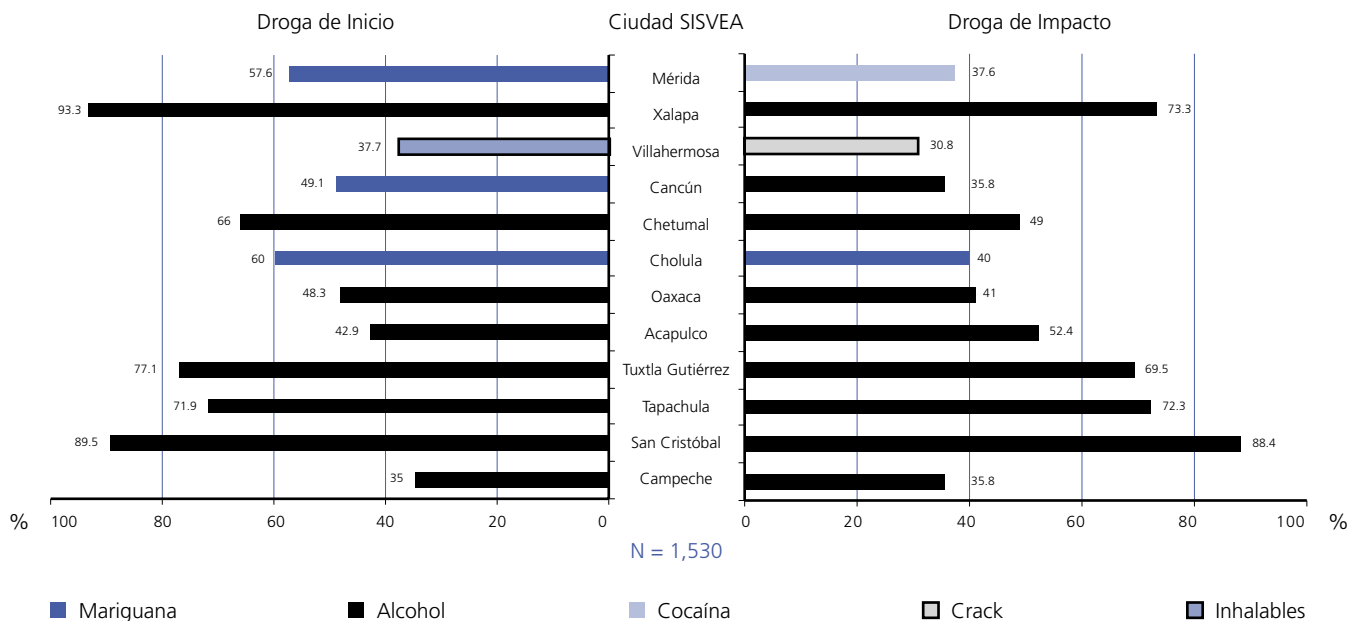 Droga de Inicio Ciudad SISVEA Droga de Impacto
57.6 Mérida 37.6
93.3 Xalapa 73.3
37.7 Villahermosa 30.8
49.1 Cancún 35.8
66 Chetumal 49
60 Cholula 40
48.3 Oaxaca 41
42.9 Acapulco 52.4
77.1 Tuxtla Gutiérrez 69.5
71.9 Tapachula 72.3
89.5 San Cristóbal 88.4
35 Campeche 35.8
% 100 80 60 40 20 0 0 20 40 60 80 100 %
N = 1,530
Mariguana Alcohol Cocaína Crack Inhalables